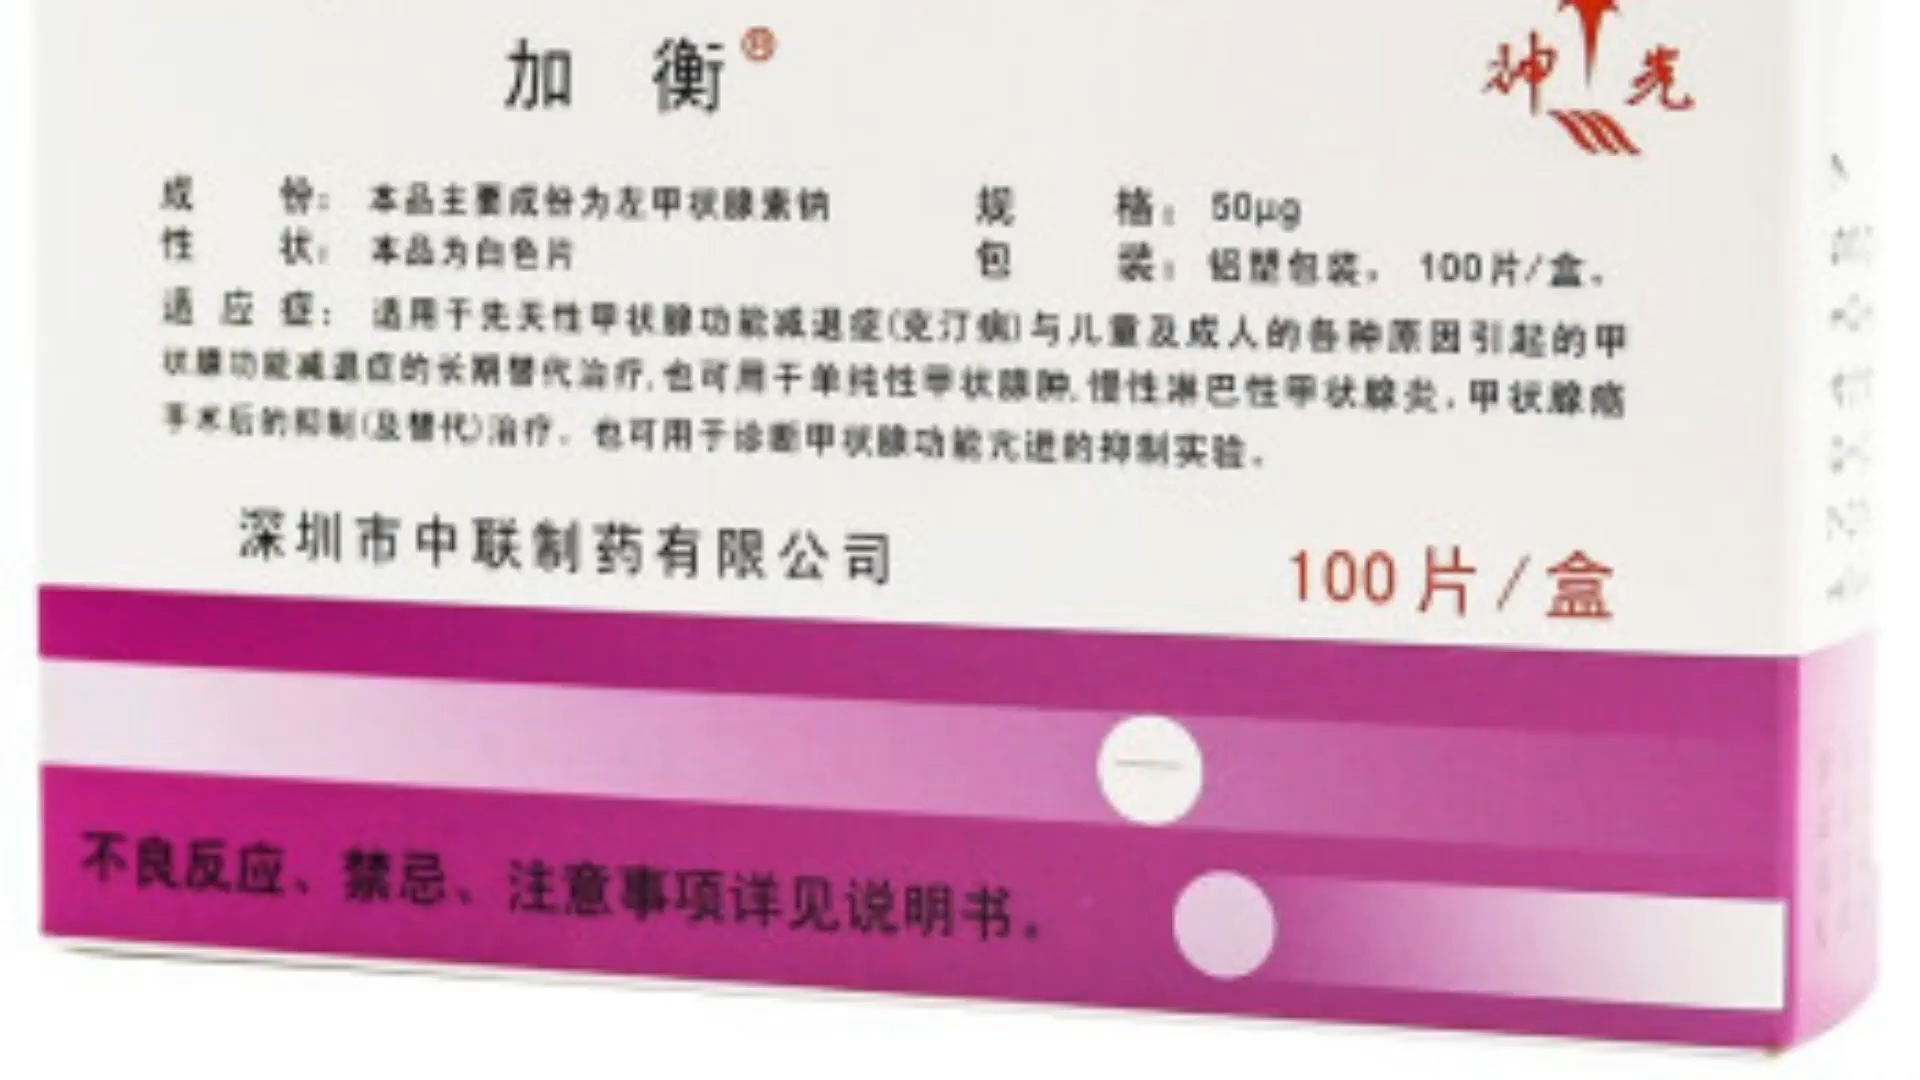 加衡®
神光
成份：本品主要成份为左甲状腺素钠
规格：50μg
性状：本品为白色片
包装：铝塑包装，100片/盒。
适应症：适用于先天性甲状腺功能减退症(克汀病)与儿童及成人的各种原因引起的甲
状腺功能减退症的长期替代治疗,也可用于单纯性甲状腺肿,慢性淋巴性甲状腺炎,甲状腺癌
手术后的抑制(及替代)治疗。也可用于诊断甲状腺功能亢进的抑制实验。
深圳市中联制药有限公司
100片/盒
不良反应、禁忌、注意事项详见说明书。